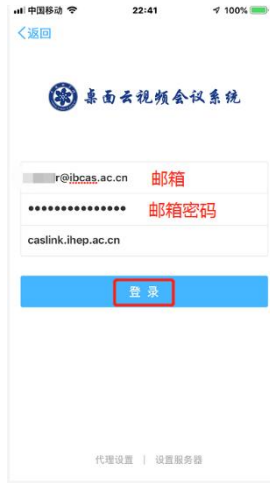 中国移动 22:41 100%
返回
桌面云视频会议系统
r@ibcas.ac.cn 邮箱
邮箱密码
caslink.ihep.ac.cn
登录
代理设置 | 设置服务器